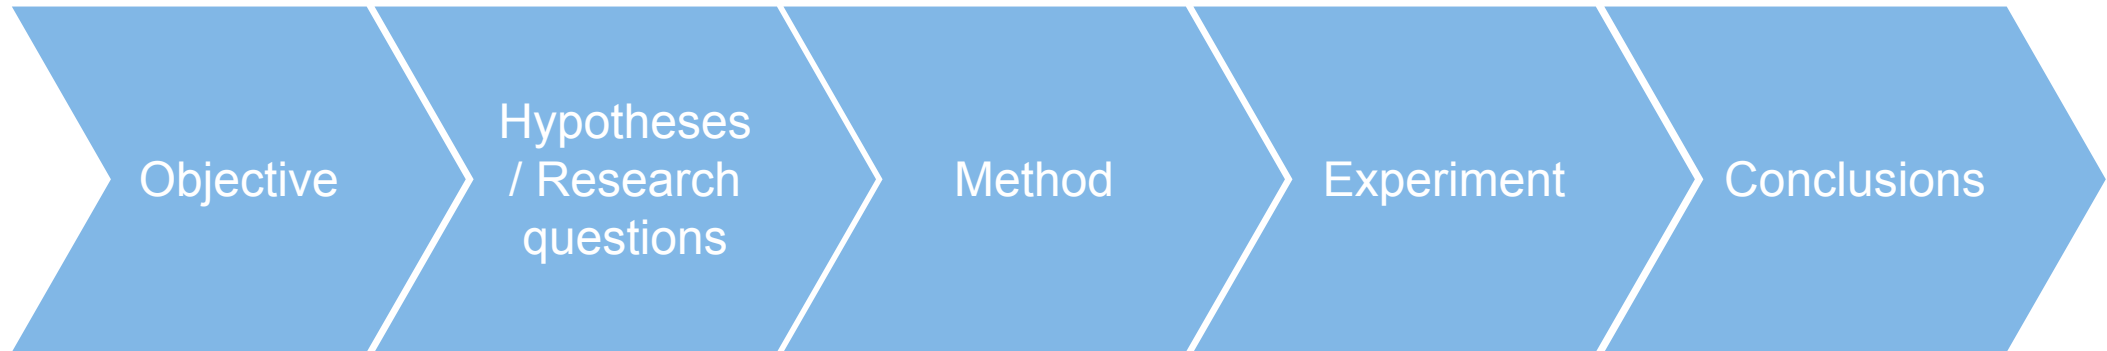 Objective
Hypotheses
/ Research
questions
Method
Experiment
Conclusions